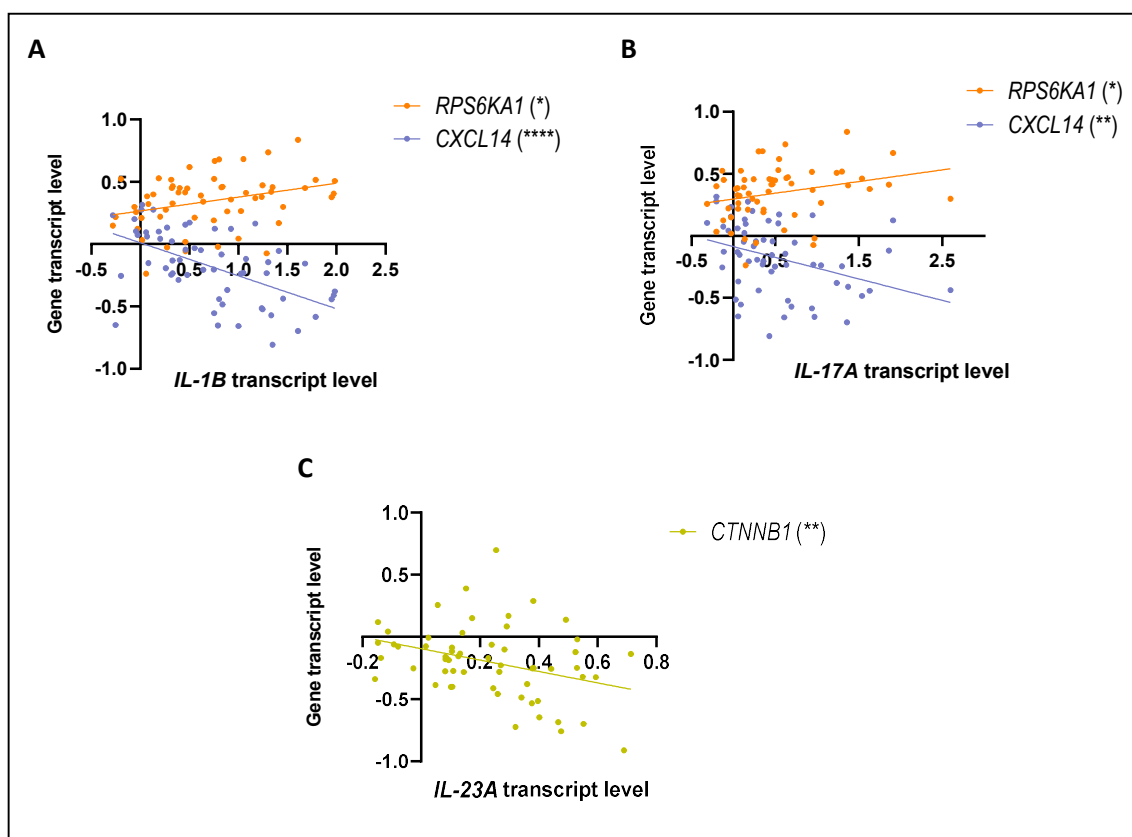 A
RPS6KA1 (*)
CXCL14 (****)
Gene transcript level
1.0
0.5
-0.5
-1.0
-0.5
0.5
1.0
1.5
2.0
2.5
IL-1B transcript level
B
RPS6KA1 (*)
CXCL14 (**)
Gene transcript level
1.0
0.5
-0.5
-1.0
-0.5
0.5
1.5
2.5
IL-17A transcript level
C
CTNNB1 (**)
Gene transcript level
1.0
0.5
-0.5
-1.0
-0.2
0.2
0.4
0.6
0.8
IL-23A transcript level